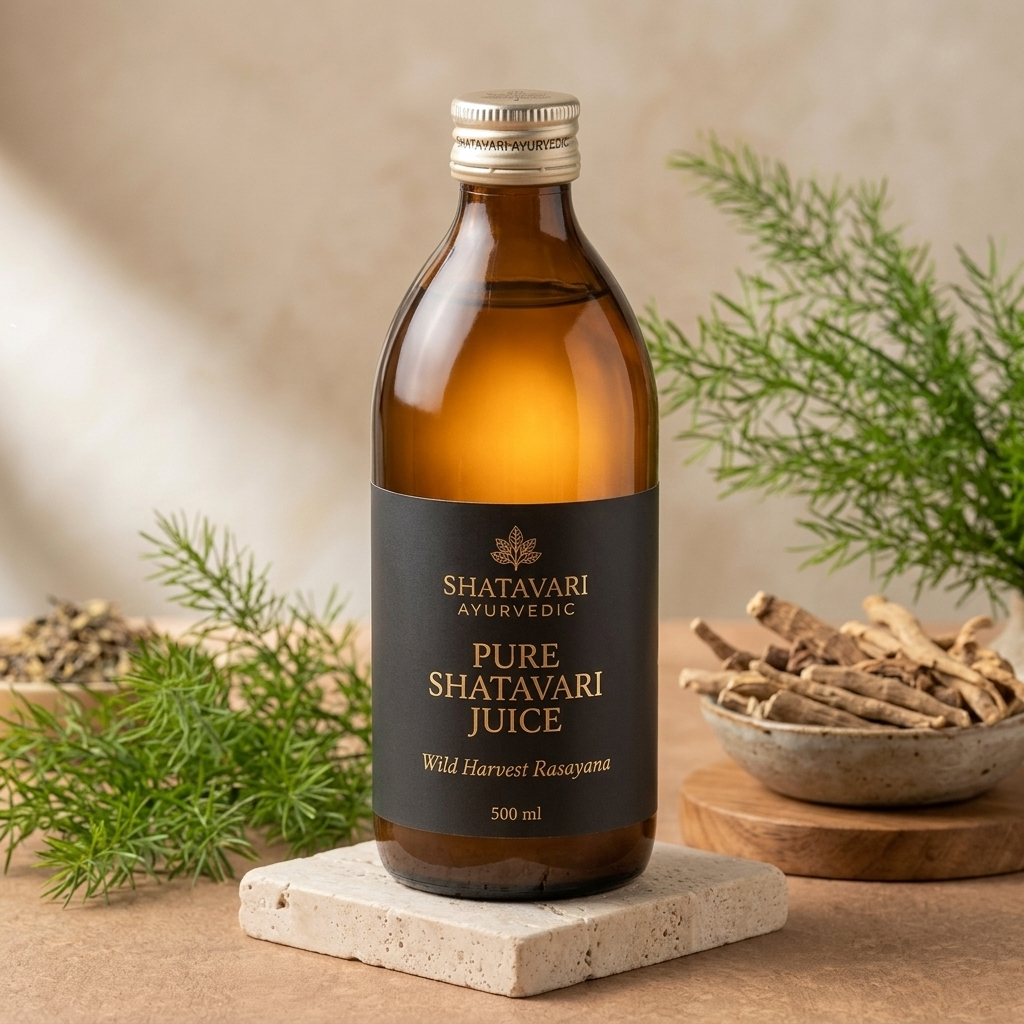 SHATAVARI AYURVEDIC
SHATAVARI
AYURVEDIC
PURE
SHATAVARI
JUICE
Wild Harvest Rasayana
500 ml